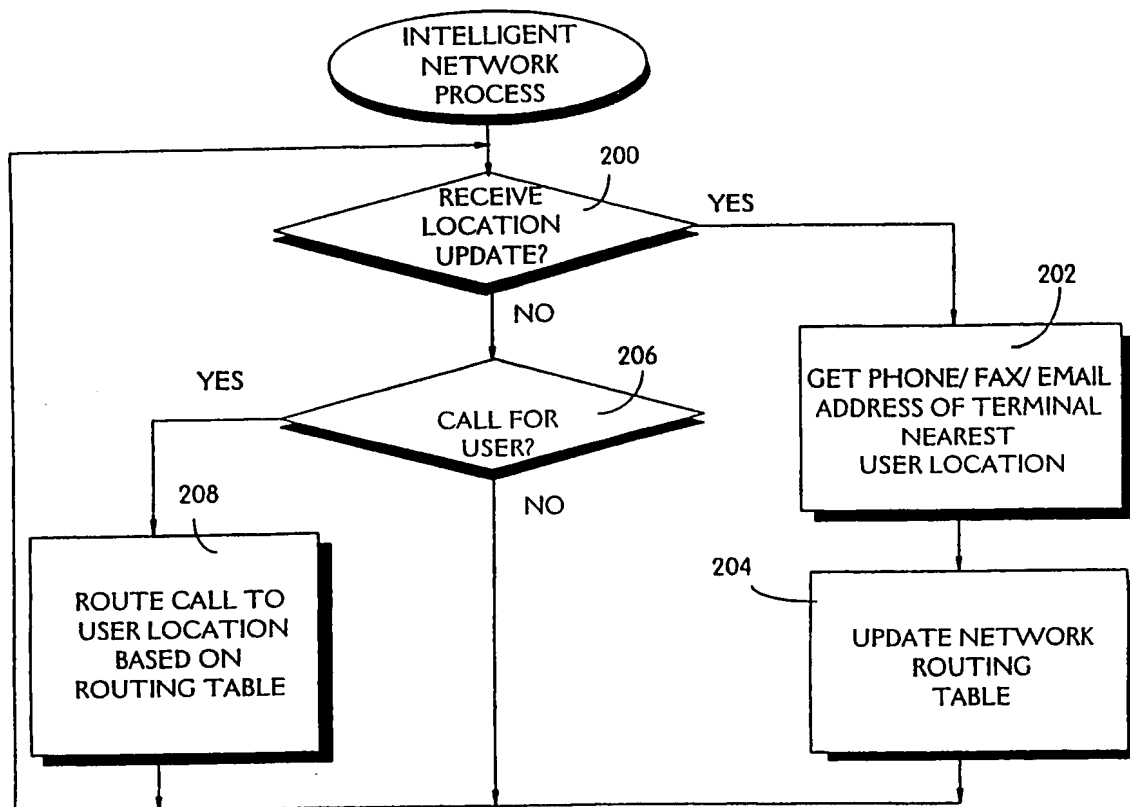 INTELLIGENT
NETWORK
PROCESS
200
RECEIVE
LOCATION
UPDATE?
YES
NO
202
GET PHONE/ FAX/ EMAIL
ADDRESS OF TERMINAL
NEAREST
USER LOCATION
206
YES
CALL FOR
USER?
NO
208
ROUTE CALL TO
USER LOCATION
BASED ON
ROUTING TABLE
204
UPDATE NETWORK
ROUTING
TABLE